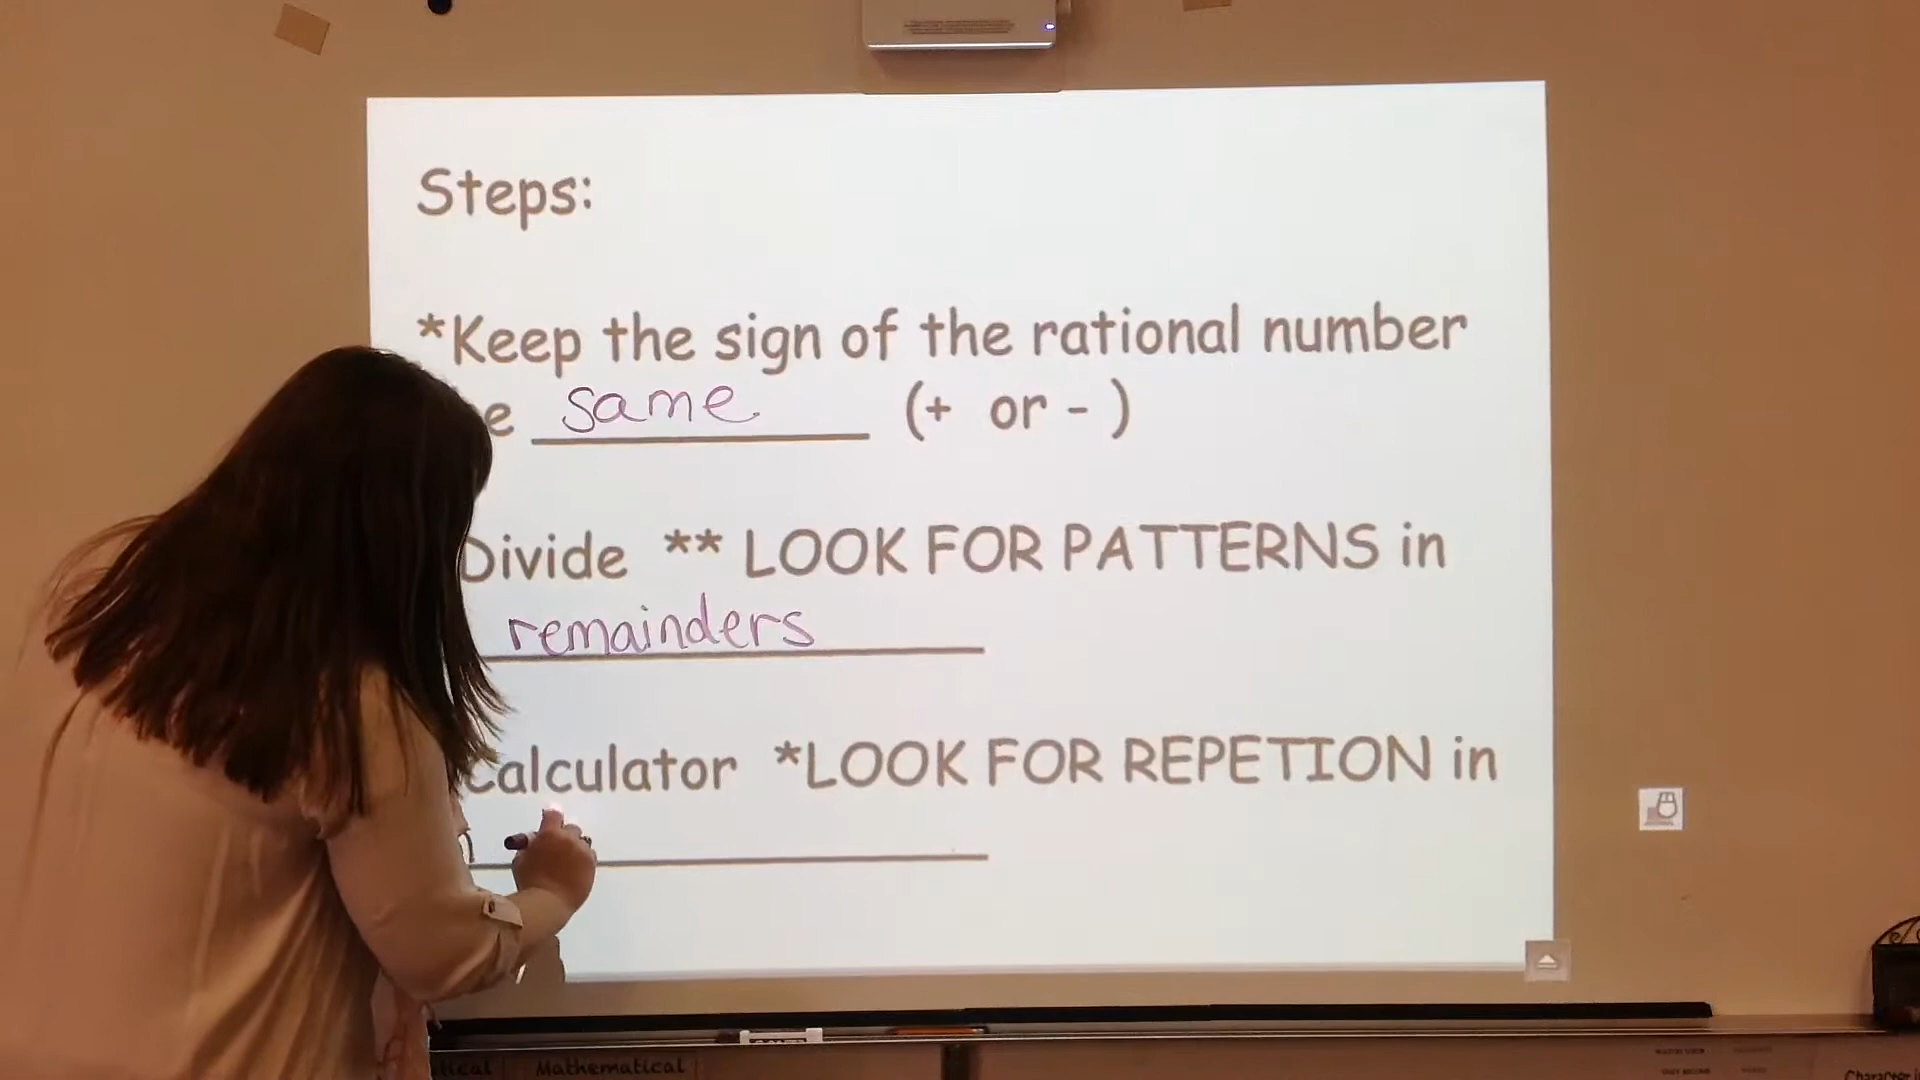 Steps:
*Keep the sign of the rational number
same (+ or - )
Divide ** LOOK FOR PATTERNS in
remainders
Calculator *LOOK FOR REPETION in
Mathematical